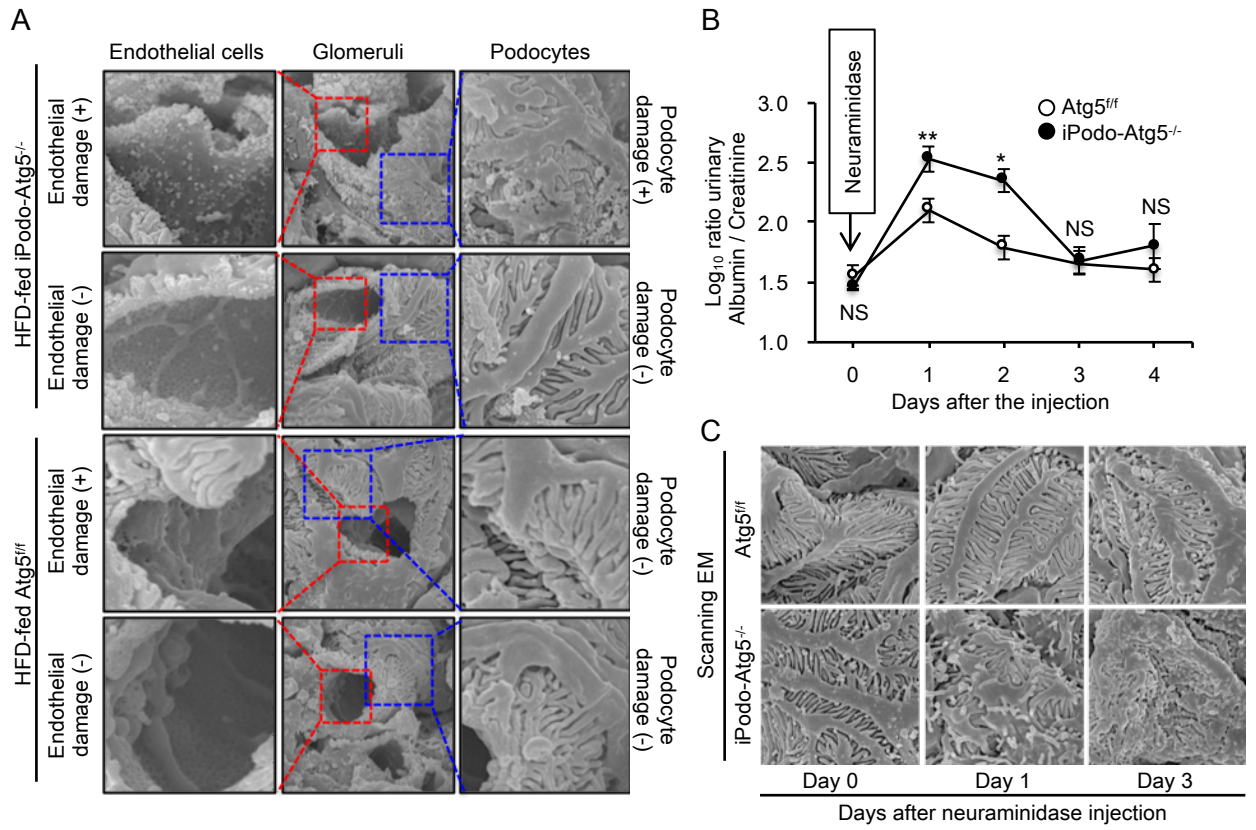 A
Endothelial cells
Glomeruli
Podocytes
HFD-fed iPodo-Atg5-/-
Endothelial
damage (+)
Podocyte
damage (+)
Endothelial
damage (-)
Podocyte
damage (-)
HFD-fed Atg5f/f
Endothelial
damage (+)
Podocyte
damage (-)
Endothelial
damage (-)
Podocyte
damage (-)
B
Neuraminidase
Atg5f/f
iPodo-Atg5-/-
Log10 ratio urinary
Albumin / Creatinine
3.0
2.5
2.0
1.5
1.0
NS
**
*
NS
NS
0
1
2
3
4
Days after the injection
C
Scanning EM
Atg5f/f
iPodo-Atg5-/-
Day 0
Day 1
Day 3
Days after neuraminidase injection